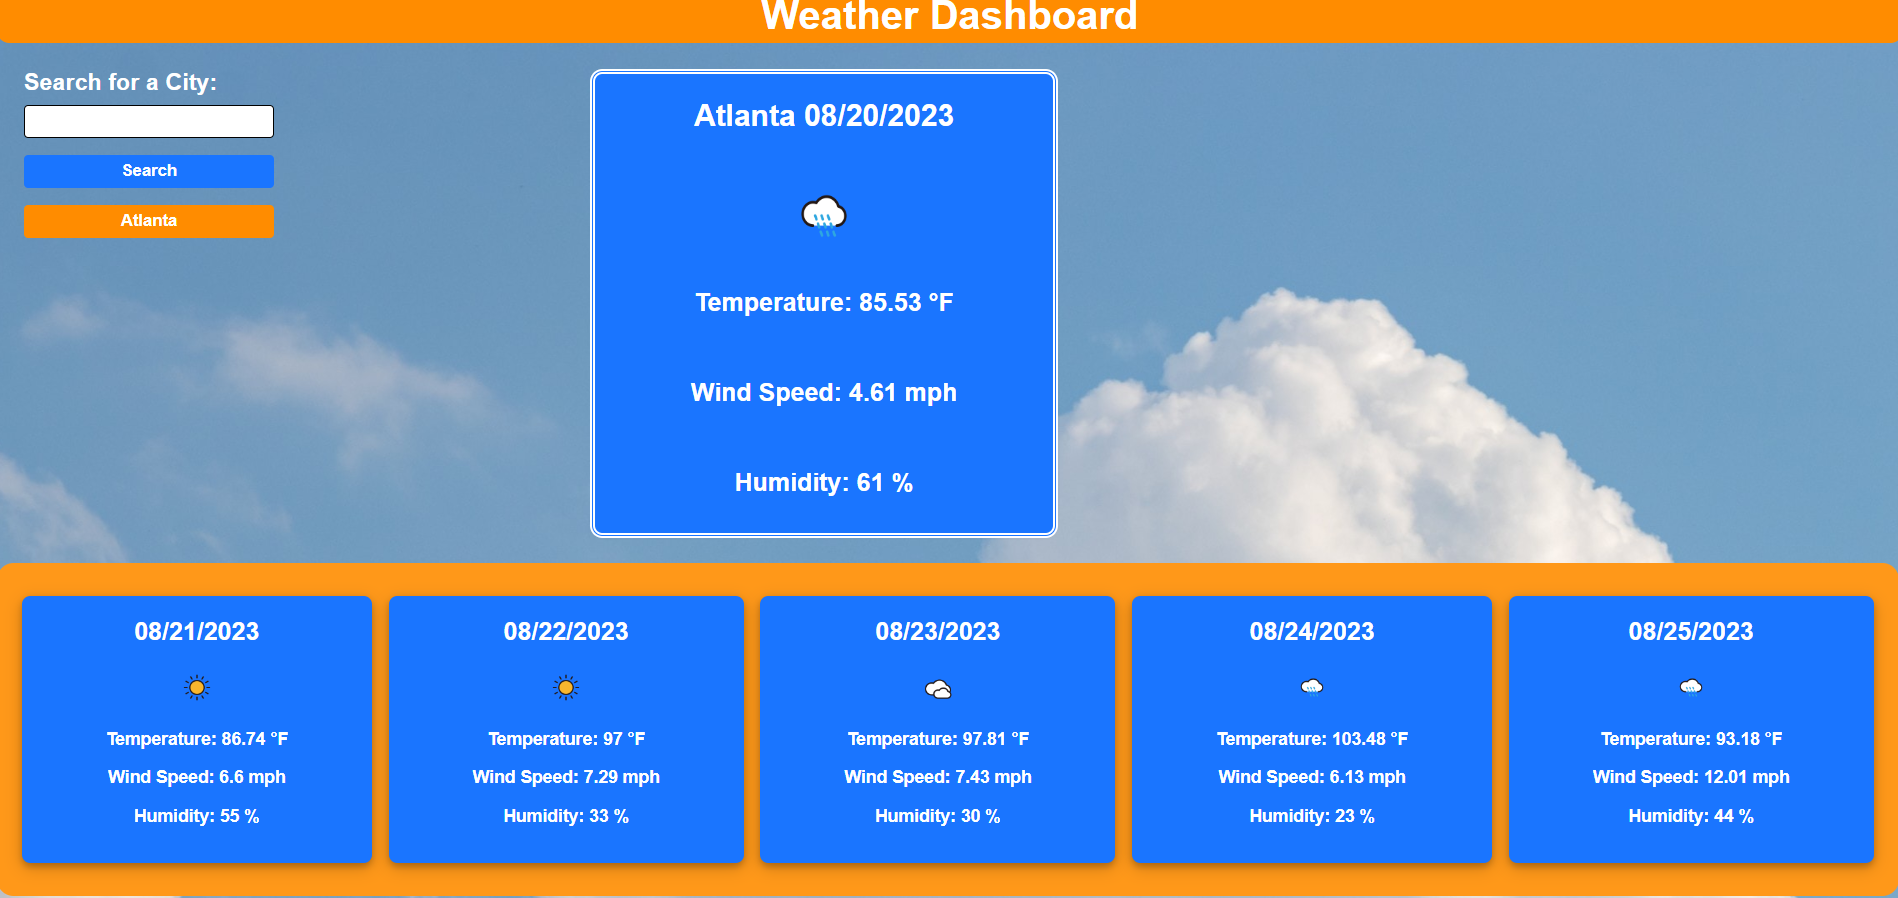 Weather Dashboard
Search for a City:
Search
Atlanta
Atlanta 08/20/2023
Temperature: 85.53 °F
Wind Speed: 4.61 mph
Humidity: 61 %
08/21/2023
Temperature: 86.74 °F
Wind Speed: 6.6 mph
Humidity: 55 %
08/22/2023
Temperature: 97 °F
Wind Speed: 7.29 mph
Humidity: 33 %
08/23/2023
Temperature: 97.81 °F
Wind Speed: 7.43 mph
Humidity: 30 %
08/24/2023
Temperature: 103.48 °F
Wind Speed: 6.13 mph
Humidity: 23 %
08/25/2023
Temperature: 93.18 °F
Wind Speed: 12.01 mph
Humidity: 44 %